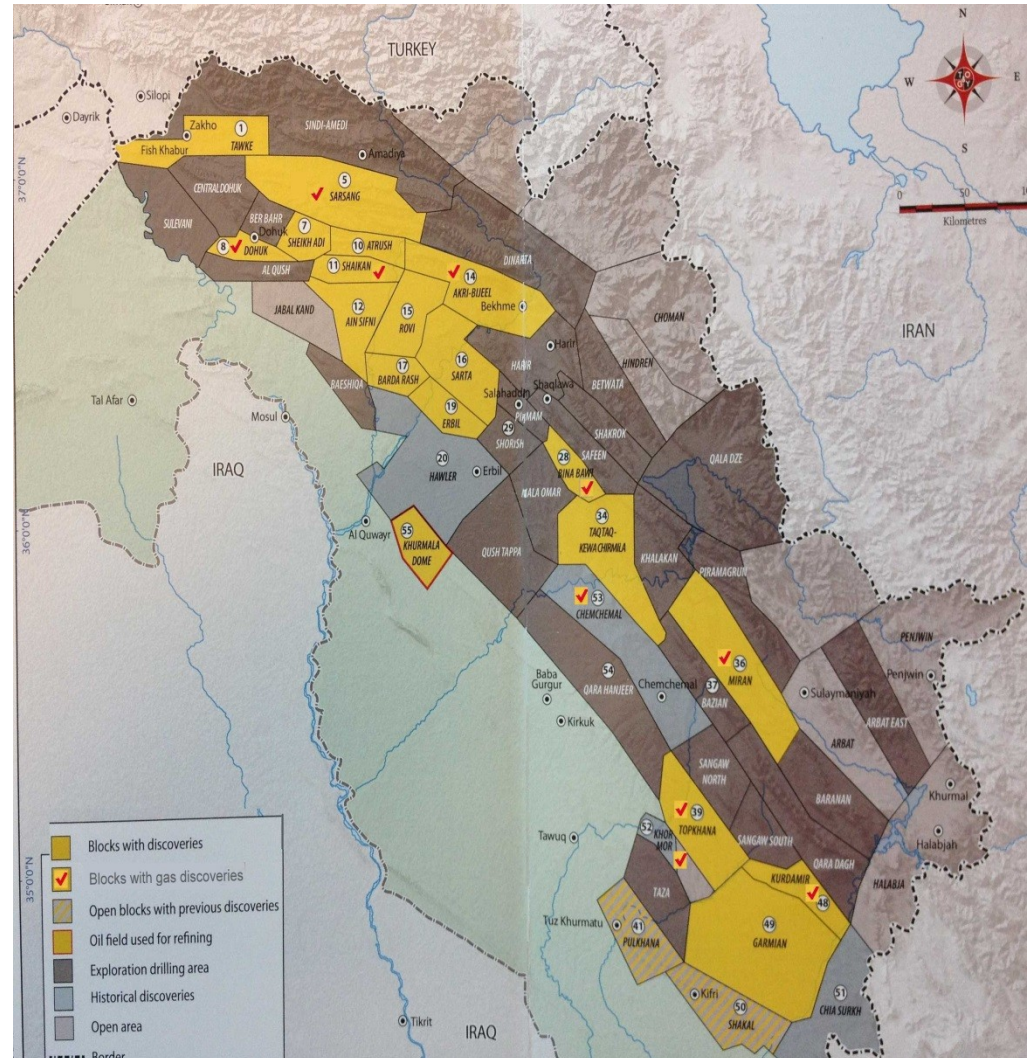 TURKEY
N
W
E
S
Silopi
Dayrik
Zakho
1
TAWKE
Fish Khabur
SINDI-AMEDI
Amadiya
37°0'0"N
5
SARSANG
CENTRAL DOHUK
SULEVANI
BER BAHR
Dohuk
7
SHEIKH ADI
8
DOHUK
10
ATRUSH
11
SHAIKAN
AL QUSH
14
AKRI-BIJEEL
DINARTA
Bekhme
0
50
Kilometres
JABAL KAND
12
AIN SIFNI
15
ROVI
CHOMAN
IRAN
HINDREN
Harir
HARIR
BETWATA
16
SARTA
17
BARDA RASH
BAESHIQA
Tal Afar
Mosul
Salahaddin
Shaqlawa
PIRMAM
19
ERBIL
29
SHORISH
SHAKROK
SAFEEN
QALA DZE
IRAQ
20
HAWLER
Erbil
28
BINA BAWI
MALA OMAR
36°0'0"N
Al Quwayr
55
KHURMALA
DOME
34
TAQTAQ-
KEWA CHIRMILA
QUSH TAPPA
KHALAKAN
PIRAMAGRUN
53
CHEMCHEMAL
PENJWIN
36
MIRAN
54
QARA HANJEER
Baba
Gurgur
Kirkuk
Chemchemal
37
BAZIAN
Sulaymaniyah
Penjwin
ARBAT EAST
ARBAT
SANGAW
NORTH
BARANAN
Khurmal
Halabjah
39
TOPKHANA
52
KHOR
MOR
Tawuq
SANGAW SOUTH
QARA DAGH
HALABJA
TAZA
KURDAMIR
48
Tuz Khurmatu
41
PULKHANA
49
GARMIAN
Kifri
50
SHAKAL
51
CHIA SURKH
35°0'0"N
Blocks with discoveries
Blocks with gas discoveries
Open blocks with previous discoveries
Oil field used for refining
Exploration drilling area
Historical discoveries
Open area
Border
Tikrit
IRAQ